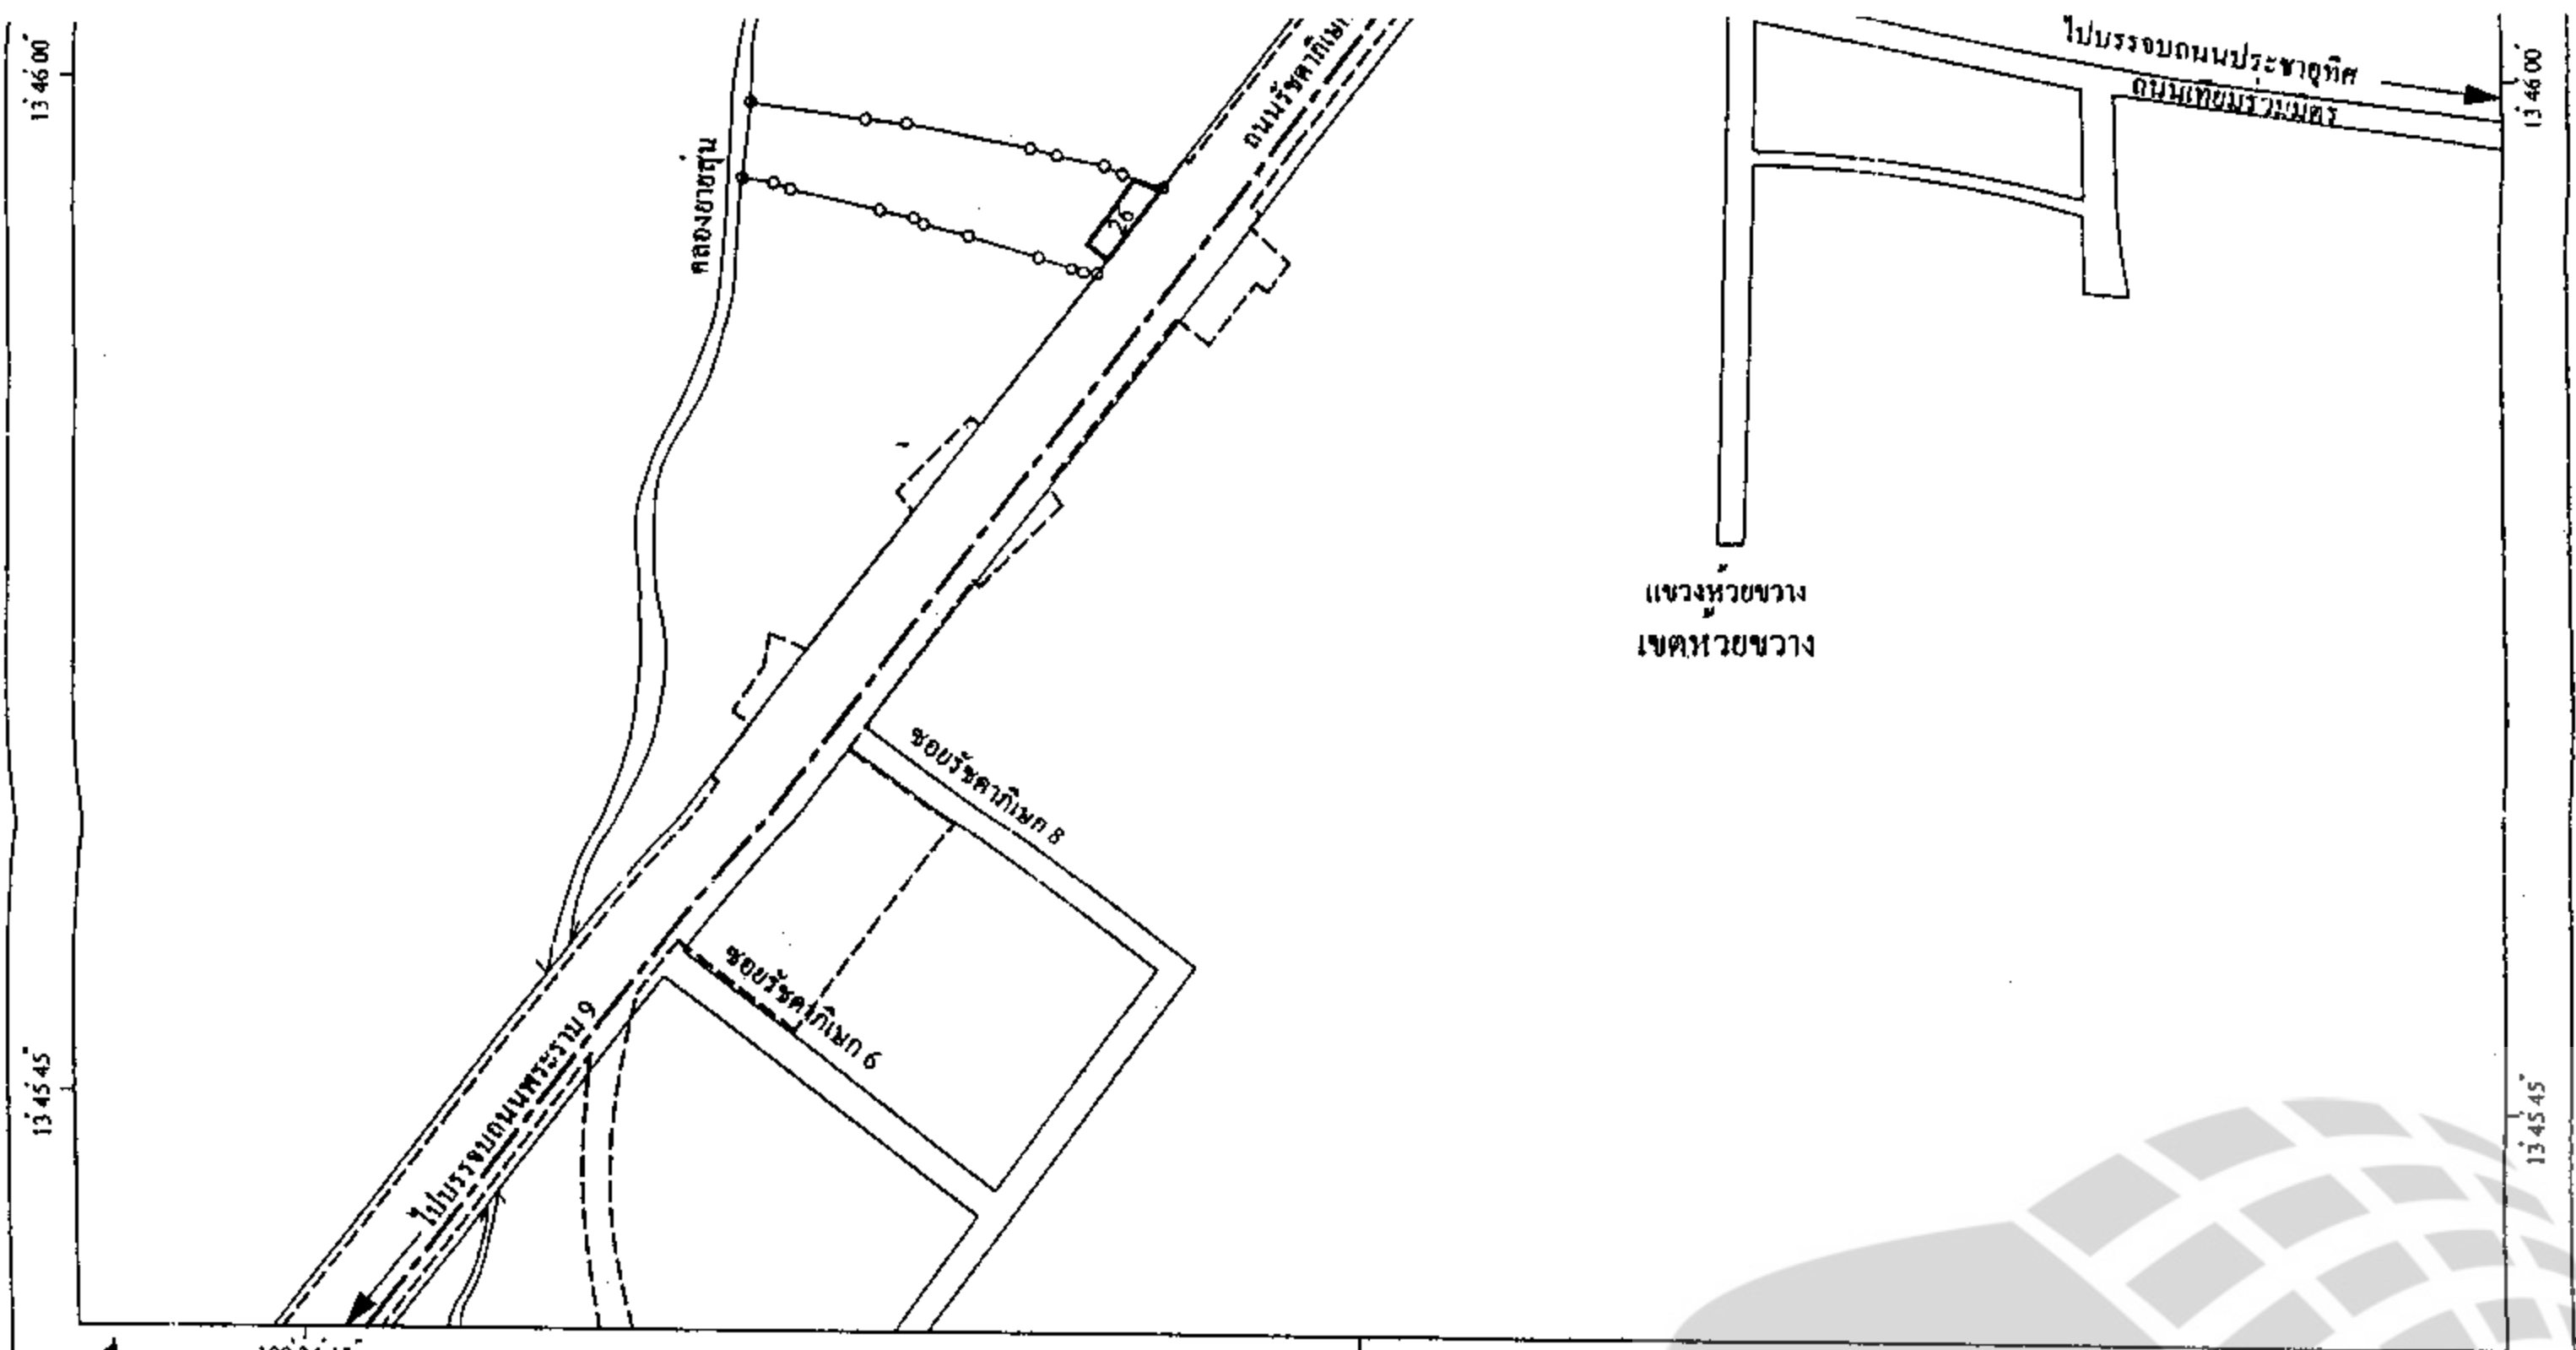 13 46 00
ถนนรัชดาภิเษก
ไปบรรจบถนนประชาอุทิศ
ถนนเทียมร่วมมิตร
13 46 00
คลองยายชุ่น
26
แขวงห้วยขวาง
เขตห้วยขวาง
ซอยรัชดาภิเษก 8
ซอยรัชดาภิเษก 6
ไปบรรจบถนนพระราม 9
13 45 45
13 45 45